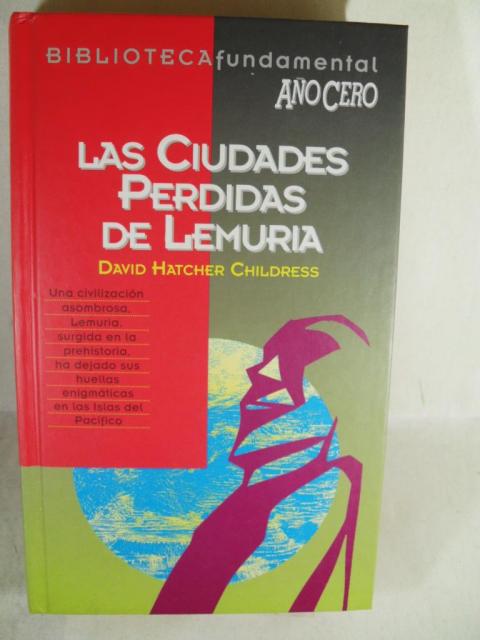 BIBLIOTECAfundamental
AÑO CERO
LAS CIUDADES
PERDIDAS
DE LEMURIA
DAVID HATCHER CHILDRESS
Una civilización
asombrosa,
Lemuria,
surgida en la
prehistoria,
ha dejado sus
huellas
enigmáticas
en las Islas del
Pacífico